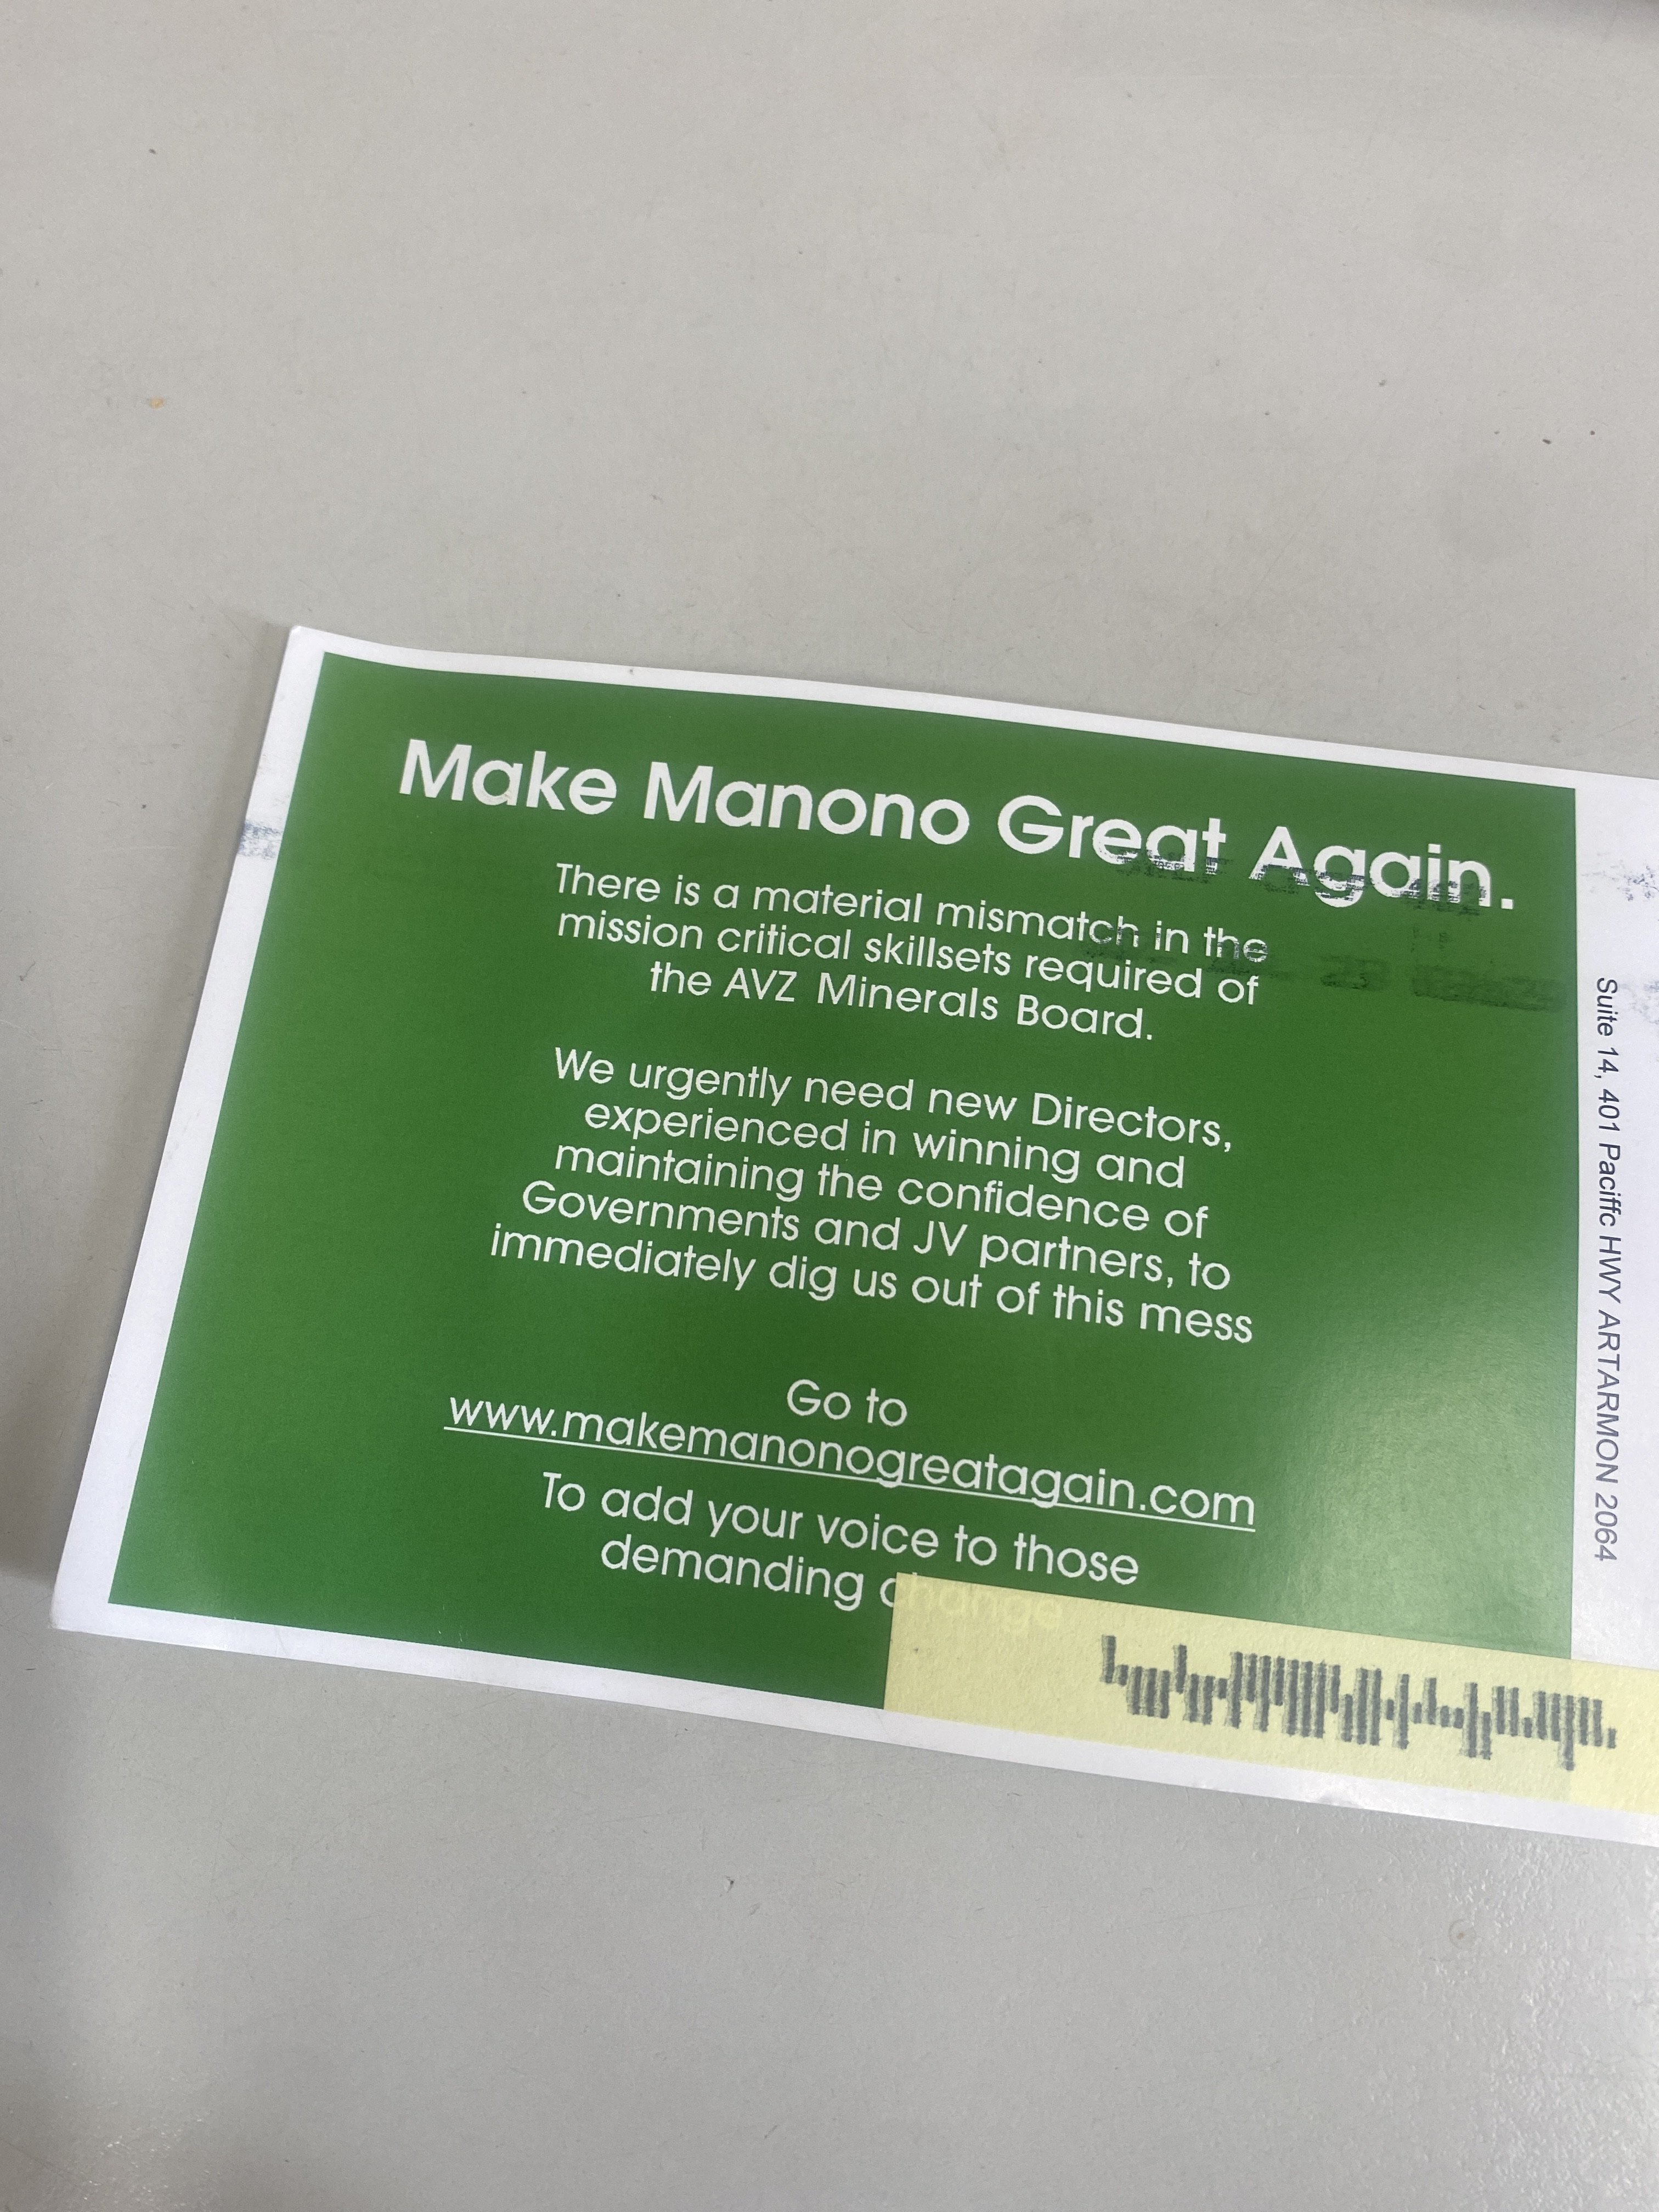 Make Manono Great Again.
There is a material mismatch in the
mission critical skillsets required of
the AVZ Minerals Board.
We urgently need new Directors,
experienced in winning and
maintaining the confidence of
Governments and JV partners, to
immediately dig us out of this mess
Go to
www.makemanonogreatagain.com
To add your voice to those
demanding change
Suite 14, 401 Paciffc HWY ARTARMON 2064